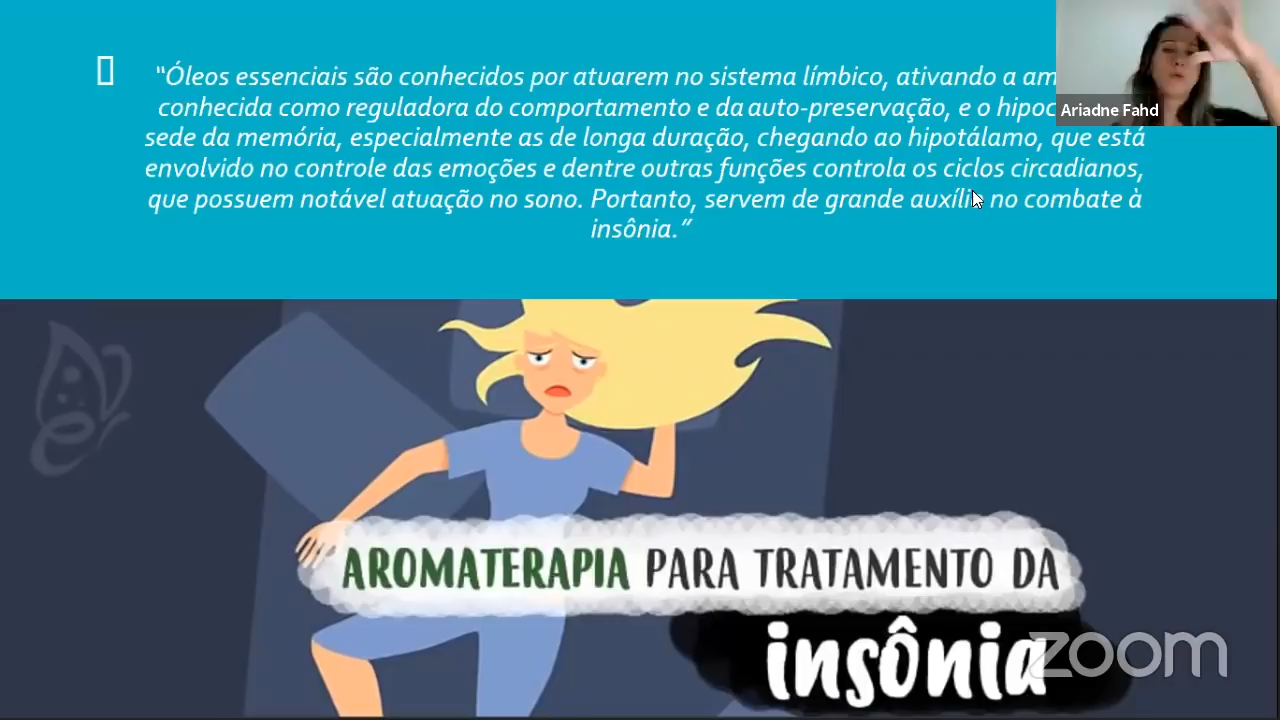 “Óleos essenciais são conhecidos por atuarem no sistema límbico, ativando a am
conhecida como reguladora do comportamento e da auto-preservação, e o hipoc
sede da memória, especialmente as de longa duração, chegando ao hipotálamo, que está
envolvido no controle das emoções e dentre outras funções controla os ciclos circadianos,
que possuem notável atuação no sono. Portanto, servem de grande auxílio no combate à
insônia.”
Ariadne Fahd
AROMATERAPIA PARA TRATAMENTO DA
insônia
zoom